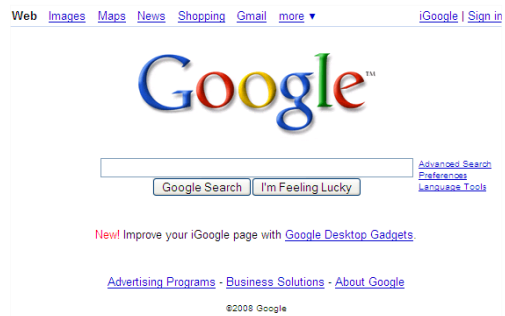 Web Images Maps News Shopping Gmail more ▼ iGoogle | Sign in
Google™
Advanced Search
Preferences
Language Tools
Google Search I'm Feeling Lucky
New! Improve your iGoogle page with Google Desktop Gadgets.
Advertising Programs - Business Solutions - About Google
©2008 Google